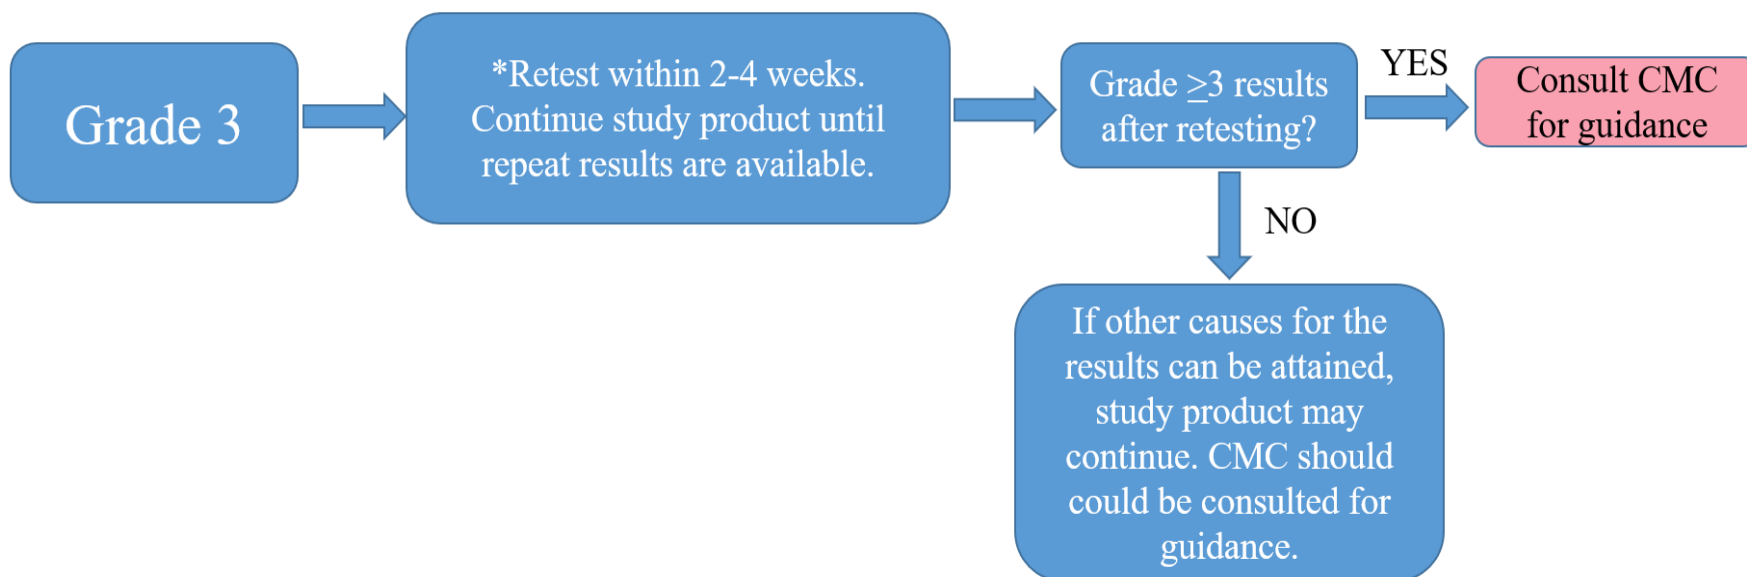 Grade 3
*Retest within 2-4 weeks.
Continue study product until
repeat results are available.
Grade ≥3 results
after retesting?
YES
Consult CMC
for guidance
NO
If other causes for the
results can be attained,
study product may
continue. CMC should
could be consulted for
guidance.